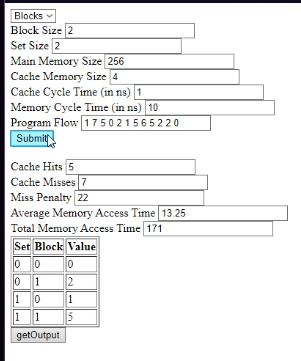 Blocks
Block Size 2
Set Size 2
Main Memory Size 256
Cache Memory Size 4
Cache Cycle Time (in ns) 1
Memory Cycle Time (in ns) 10
Program Flow 1 7 5 0 2 1 5 6 5 2 2 0
Submit
Cache Hits 5
Cache Misses 7
Miss Penalty 22
Average Memory Access Time 13.25
Total Memory Access Time 171
Set Block Value
0 0 0
0 1 2
1 0 1
1 1 5
getOutput